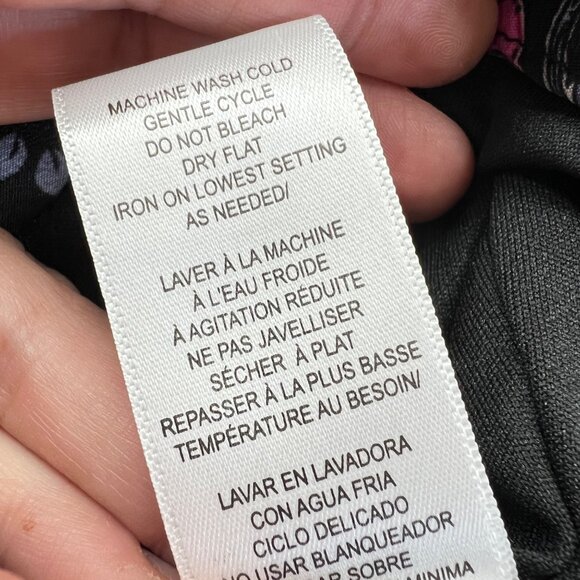 MACHINE WASH COLD
GENTLE CYCLE
DO NOT BLEACH
DRY FLAT
IRON ON LOWEST SETTING
AS NEEDED/
LAVER À LA MACHINE
À L'EAU FROIDE
À AGITATION RÉDUITE
NE PAS JAVELLISER
SÉCHER À PLAT
REPASSER À LA PLUS BASSE
TEMPÉRATURE AU BESOIN/
LAVAR EN LAVADORA
CON AGUA FRIA
CICLO DELICADO
USAR BLANQUEADOR
SOBRE
MINIMA